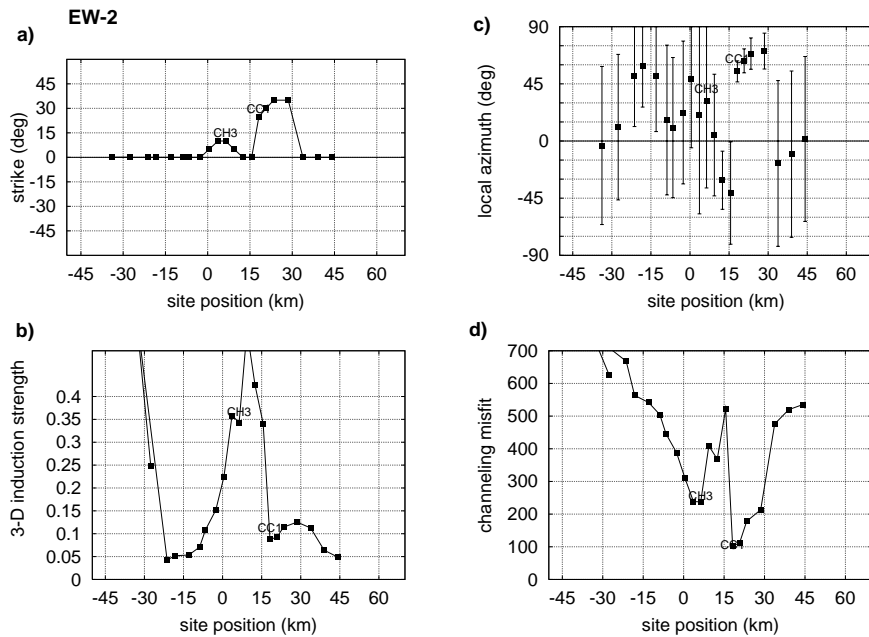 EW-2
a)
45
30
15
0
-15
-30
-45
strike (deg)
CH3
CC1
-45 -30 -15 0 15 30 45 60
site position (km)
c)
90
45
0
-45
-90
local azimuth (deg)
CH3
CC1
-45 -30 -15 0 15 30 45 60
site position (km)
b)
0.4
0.35
0.3
0.25
0.2
0.15
0.1
0.05
0
3-D induction strength
CH3
CC1
-45 -30 -15 0 15 30 45 60
site position (km)
d)
700
600
500
400
300
200
100
0
channeling misfit
CH3
CC1
-45 -30 -15 0 15 30 45 60
site position (km)